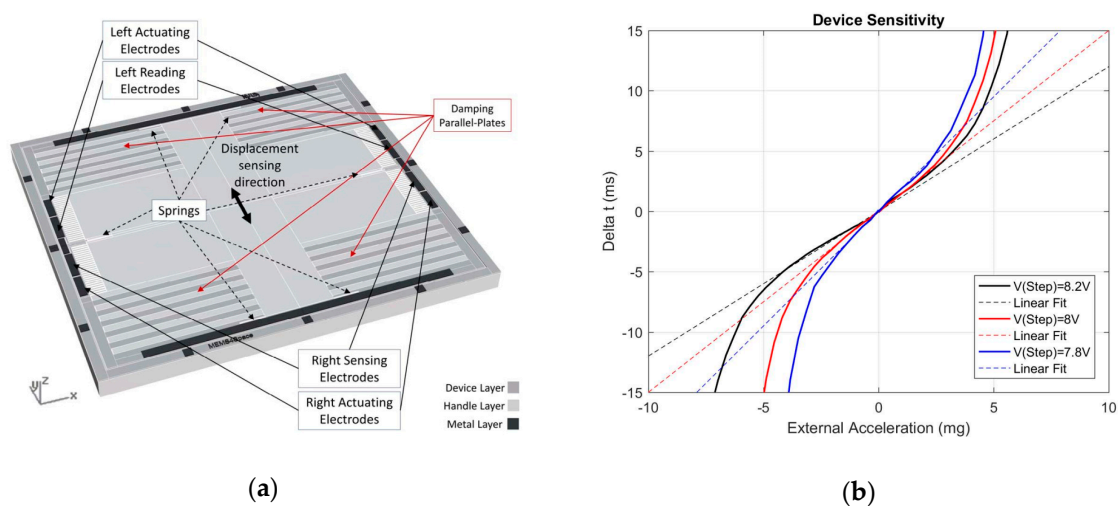 Left Actuating
Electrodes
Left Reading
Electrodes
Damping
Parallel-Plates
Displacement
sensing
direction
Springs
MEMS4Space
Right Sensing
Electrodes
Right Actuating
Electrodes
Device Layer
Handle Layer
Metal Layer
z
x
(a)
Device Sensitivity
Delta t (ms)
15
10
5
0
-5
-10
-15
-10
-5
0
5
10
External Acceleration (mg)
V(Step)=8.2V
Linear Fit
V(Step)=8V
Linear Fit
V(Step)=7.8V
Linear Fit
(b)